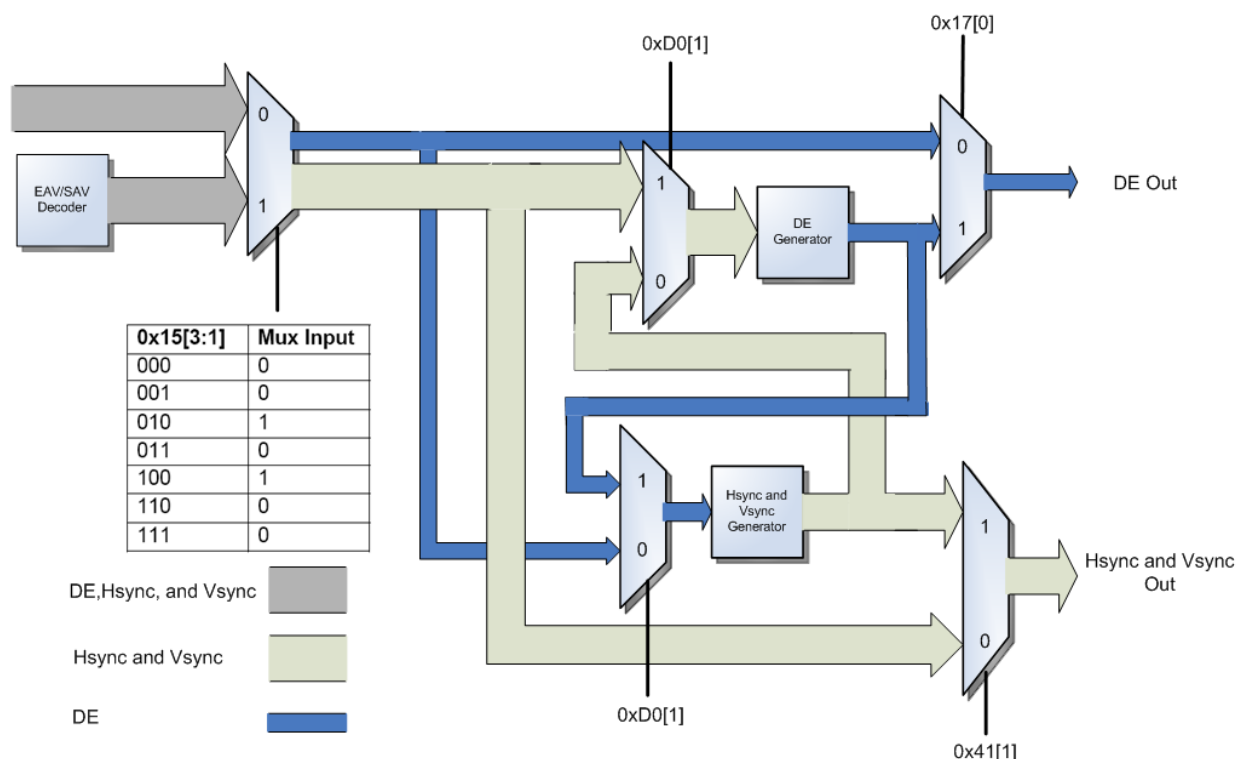 0x17[0]
0xD0[1]
0
0
1
EAV/SAV
Decoder
1
DE Out
1
DE
Generator
0
1
0x15[3:1] Mux Input
000 0
001 0
010 1
011 0
100 1
110 0
111 0
1
0
Hsync and
Vsync
Generator
1
0
Hsync and Vsync
Out
DE,Hsync, and Vsync
Hsync and Vsync
DE
0xD0[1]
0x41[1]